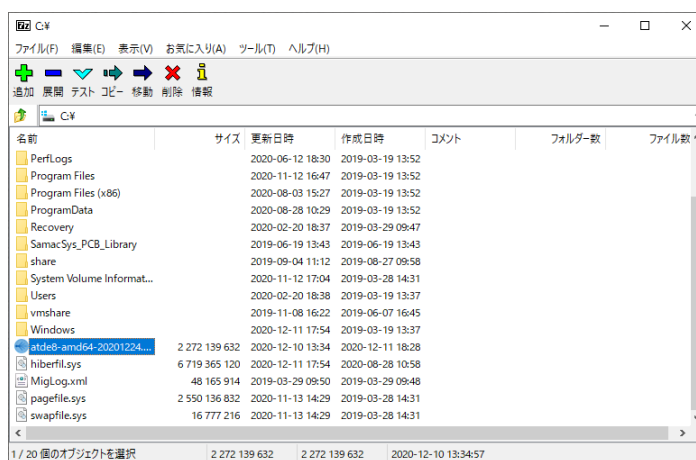 7z C:¥
ファイル(F) 編集(E) 表示(V) お気に入り(A) ツール(T) ヘルプ(H)
追加 展開 テスト コピー 移動 削除 情報
C:¥
名前 サイズ 更新日時 作成日時 コメント フォルダー数 ファイル数
PerfLogs 2020-06-12 18:30 2019-03-19 13:52
Program Files 2020-11-12 16:47 2019-03-19 13:52
Program Files (x86) 2020-08-03 15:27 2019-03-19 13:52
ProgramData 2020-08-28 10:29 2019-03-19 13:52
Recovery 2020-02-20 18:37 2019-03-29 09:47
SamacSys_PCB_Library 2019-06-19 13:43 2019-06-19 13:43
share 2019-09-04 11:12 2019-08-27 09:58
System Volume Informat... 2020-11-12 17:04 2019-03-28 14:31
Users 2020-02-20 18:38 2019-03-19 13:37
vmshare 2019-11-08 16:22 2019-06-07 16:45
Windows 2020-12-11 17:54 2019-03-19 13:37
atde8-amd64-20201224.... 2 272 139 632 2020-12-10 13:34 2020-12-11 18:28
hiberfil.sys 6 719 365 120 2020-12-11 17:54 2020-08-28 10:58
MigLog.xml 48 165 914 2019-03-29 09:50 2019-03-29 09:48
pagefile.sys 2 550 136 832 2020-11-13 14:29 2019-03-28 14:31
swapfile.sys 16 777 216 2020-11-13 14:29 2019-03-28 14:31
1 / 20 個のオブジェクトを選択 2 272 139 632 2 272 139 632 2020-12-10 13:34:57